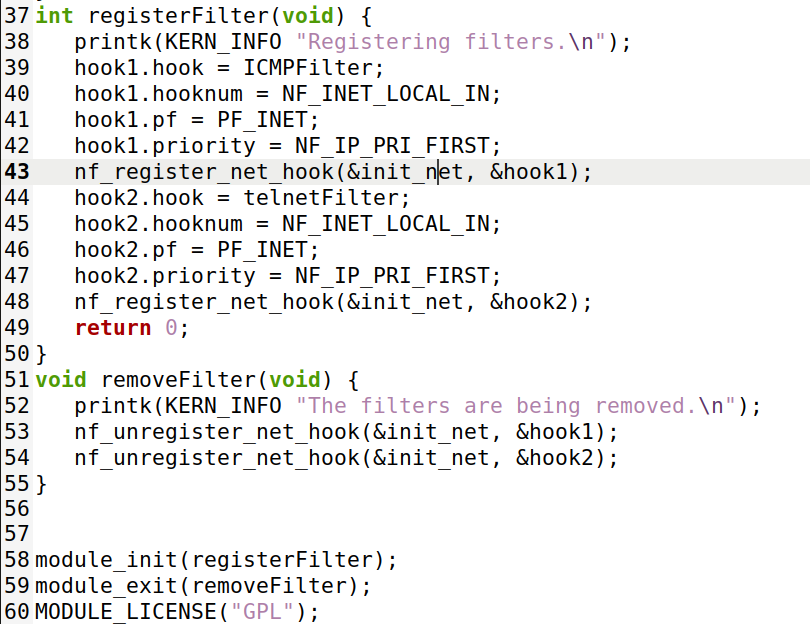 37 int registerFilter(void) {
38    printk(KERN_INFO "Registering filters.\n");
39    hook1.hook = ICMPFilter;
40    hook1.hooknum = NF_INET_LOCAL_IN;
41    hook1.pf = PF_INET;
42    hook1.priority = NF_IP_PRI_FIRST;
43    nf_register_net_hook(&init_net, &hook1);
44    hook2.hook = telnetFilter;
45    hook2.hooknum = NF_INET_LOCAL_IN;
46    hook2.pf = PF_INET;
47    hook2.priority = NF_IP_PRI_FIRST;
48    nf_register_net_hook(&init_net, &hook2);
49    return 0;
50 }
51 void removeFilter(void) {
52    printk(KERN_INFO "The filters are being removed.\n");
53    nf_unregister_net_hook(&init_net, &hook1);
54    nf_unregister_net_hook(&init_net, &hook2);
55 }
56
57
58 module_init(registerFilter);
59 module_exit(removeFilter);
60 MODULE_LICENSE("GPL");